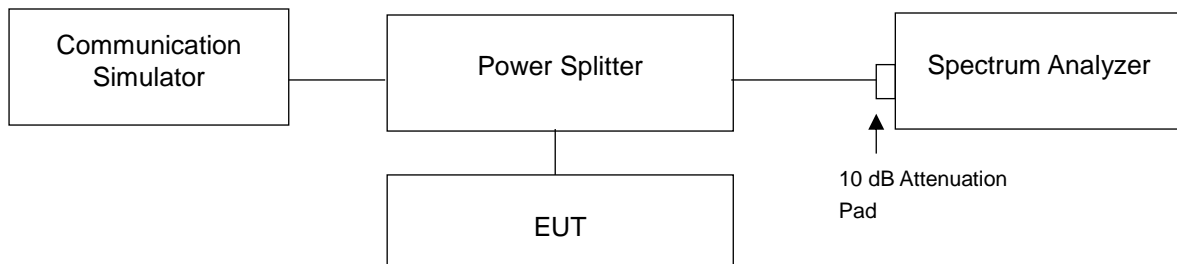 Communication
Simulator
Power Splitter
Spectrum Analyzer
10 dB Attenuation
Pad
EUT